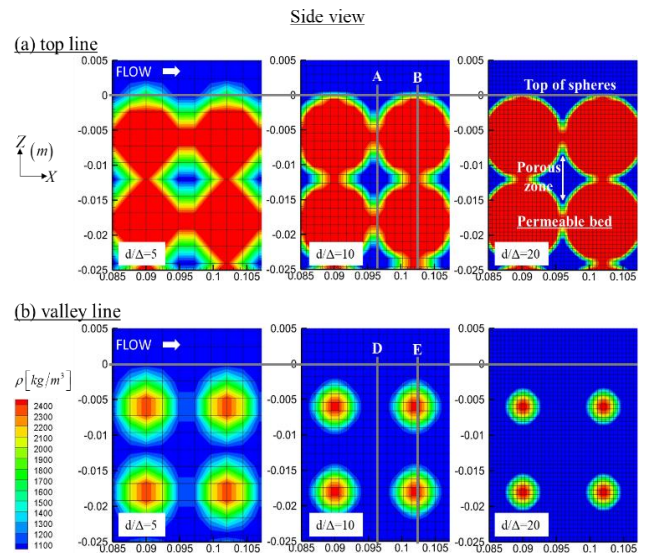 Side view
(a) top line
FLOW
A B
Top of spheres
Porous
zone
Permeable bed
Z
(m)
X
0.005
0
-0.005
-0.01
-0.015
-0.02
-0.025
d/Δ=5
0.085 0.09 0.095 0.1 0.105
0.005
0
-0.005
-0.01
-0.015
-0.02
-0.025
d/Δ=10
0.085 0.09 0.095 0.1 0.105
0.005
0
-0.005
-0.01
-0.015
-0.02
-0.025
d/Δ=20
0.085 0.09 0.095 0.1 0.105
(b) valley line
FLOW
D E
ρ[kg/m³]
2400
2300
2200
2100
2000
1900
1800
1700
1600
1500
1400
1300
1200
1100
0.005
0
-0.005
-0.01
-0.015
-0.02
-0.025
d/Δ=5
0.085 0.09 0.095 0.1 0.105
0.005
0
-0.005
-0.01
-0.015
-0.02
-0.025
d/Δ=10
0.085 0.09 0.095 0.1 0.105
0.005
0
-0.005
-0.01
-0.015
-0.02
-0.025
d/Δ=20
0.085 0.09 0.095 0.1 0.105